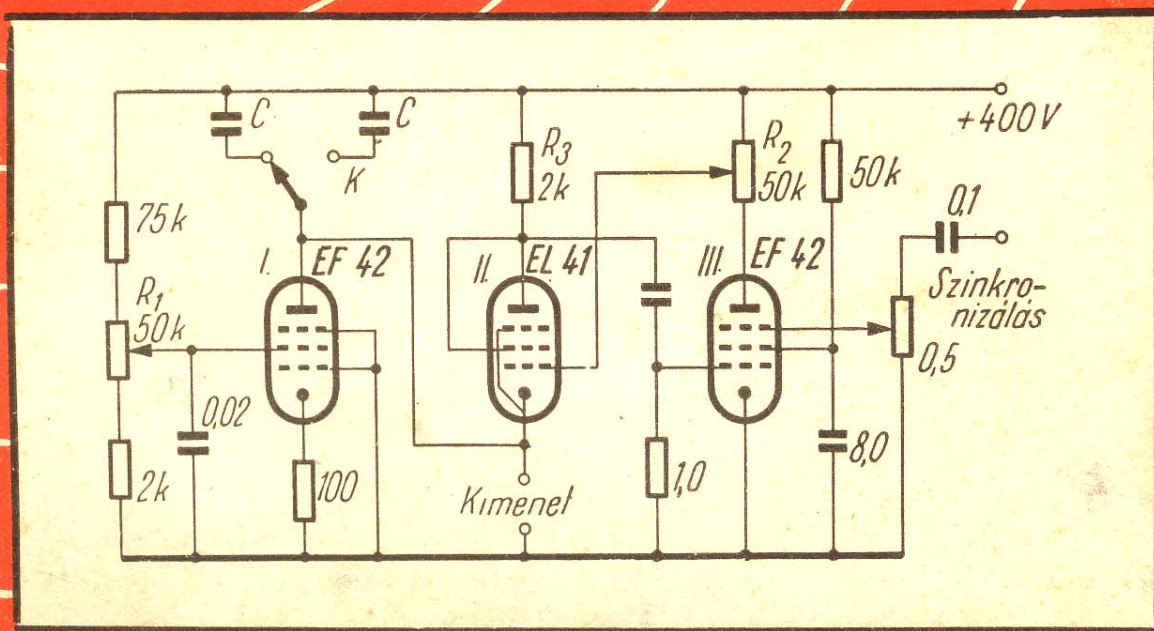 C
C
K
+400V
75k
R1
50k
2k
0,02
I.
EF 42
100
R3
2k
II.
EL 41
Kimenet
R2
50k
50k
III.
EF 42
1,0
8,0
0,1
Szinkro-
nizálás
0,5